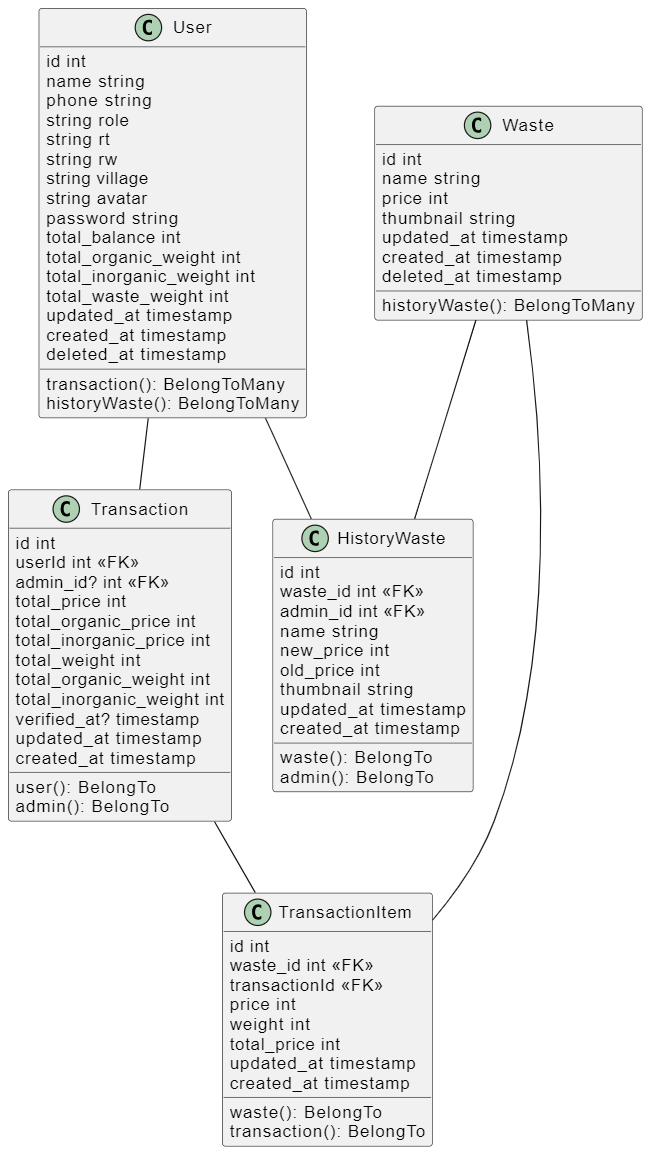 C User
id int
name string
phone string
string role
string rt
string rw
string village
string avatar
password string
total_balance int
total_organic_weight int
total_inorganic_weight int
total_waste_weight int
updated_at timestamp
created_at timestamp
deleted_at timestamp
transaction(): BelongToMany
historyWaste(): BelongToMany
C Waste
id int
name string
price int
thumbnail string
updated_at timestamp
created_at timestamp
deleted_at timestamp
historyWaste(): BelongToMany
C Transaction
id int
userId int «FK»
admin_id? int «FK»
total_price int
total_organic_price int
total_inorganic_price int
total_weight int
total_organic_weight int
total_inorganic_weight int
verified_at? timestamp
updated_at timestamp
created_at timestamp
user(): BelongTo
admin(): BelongTo
C HistoryWaste
id int
waste_id int «FK»
admin_id int «FK»
name string
new_price int
old_price int
thumbnail string
updated_at timestamp
created_at timestamp
waste(): BelongTo
admin(): BelongTo
C TransactionItem
id int
waste_id int «FK»
transactionId «FK»
price int
weight int
total_price int
updated_at timestamp
created_at timestamp
waste(): BelongTo
transaction(): BelongTo